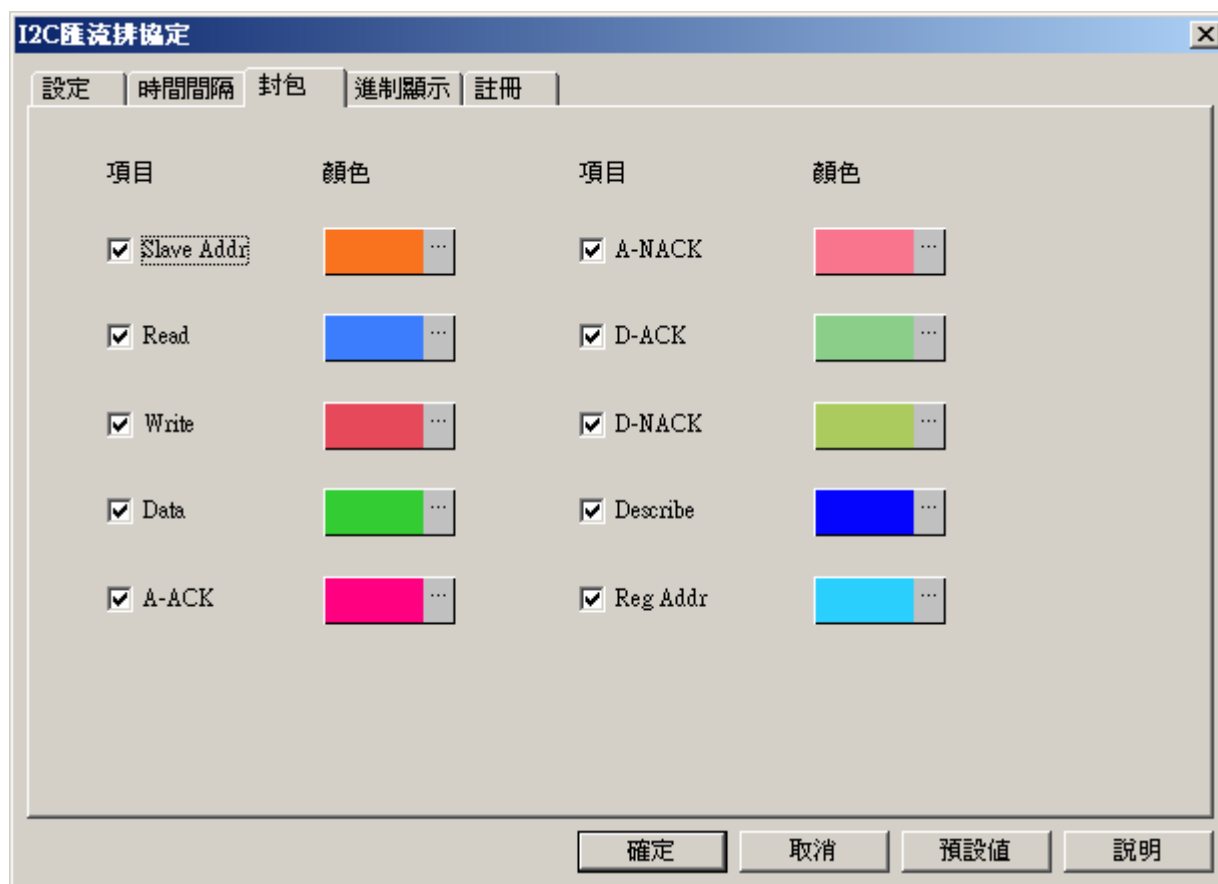 I2C匯流排協定
設定 時間間隔 封包 進制顯示 註冊
項目 顏色 項目 顏色
Slave Addr ... A-NACK ...
Read ... D-ACK ...
Write ... D-NACK ...
Data ... Describe ...
A-ACK ... Reg Addr ...
確定 取消 預設值 說明